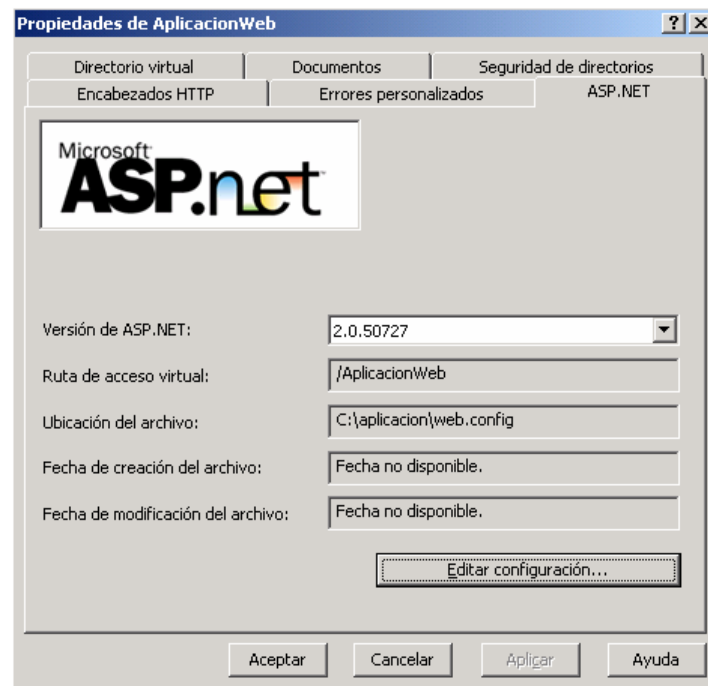 Propiedades de AplicacionWeb
Directorio virtual Documentos Seguridad de directorios
Encabezados HTTP Errores personalizados ASP.NET
Microsoft
ASP.net
Versión de ASP.NET: 2.0.50727
Ruta de acceso virtual: /AplicacionWeb
Ubicación del archivo: C:\aplicacion\web.config
Fecha de creación del archivo: Fecha no disponible.
Fecha de modificación del archivo: Fecha no disponible.
Editar configuración...
Aceptar Cancelar Aplicar Ayuda